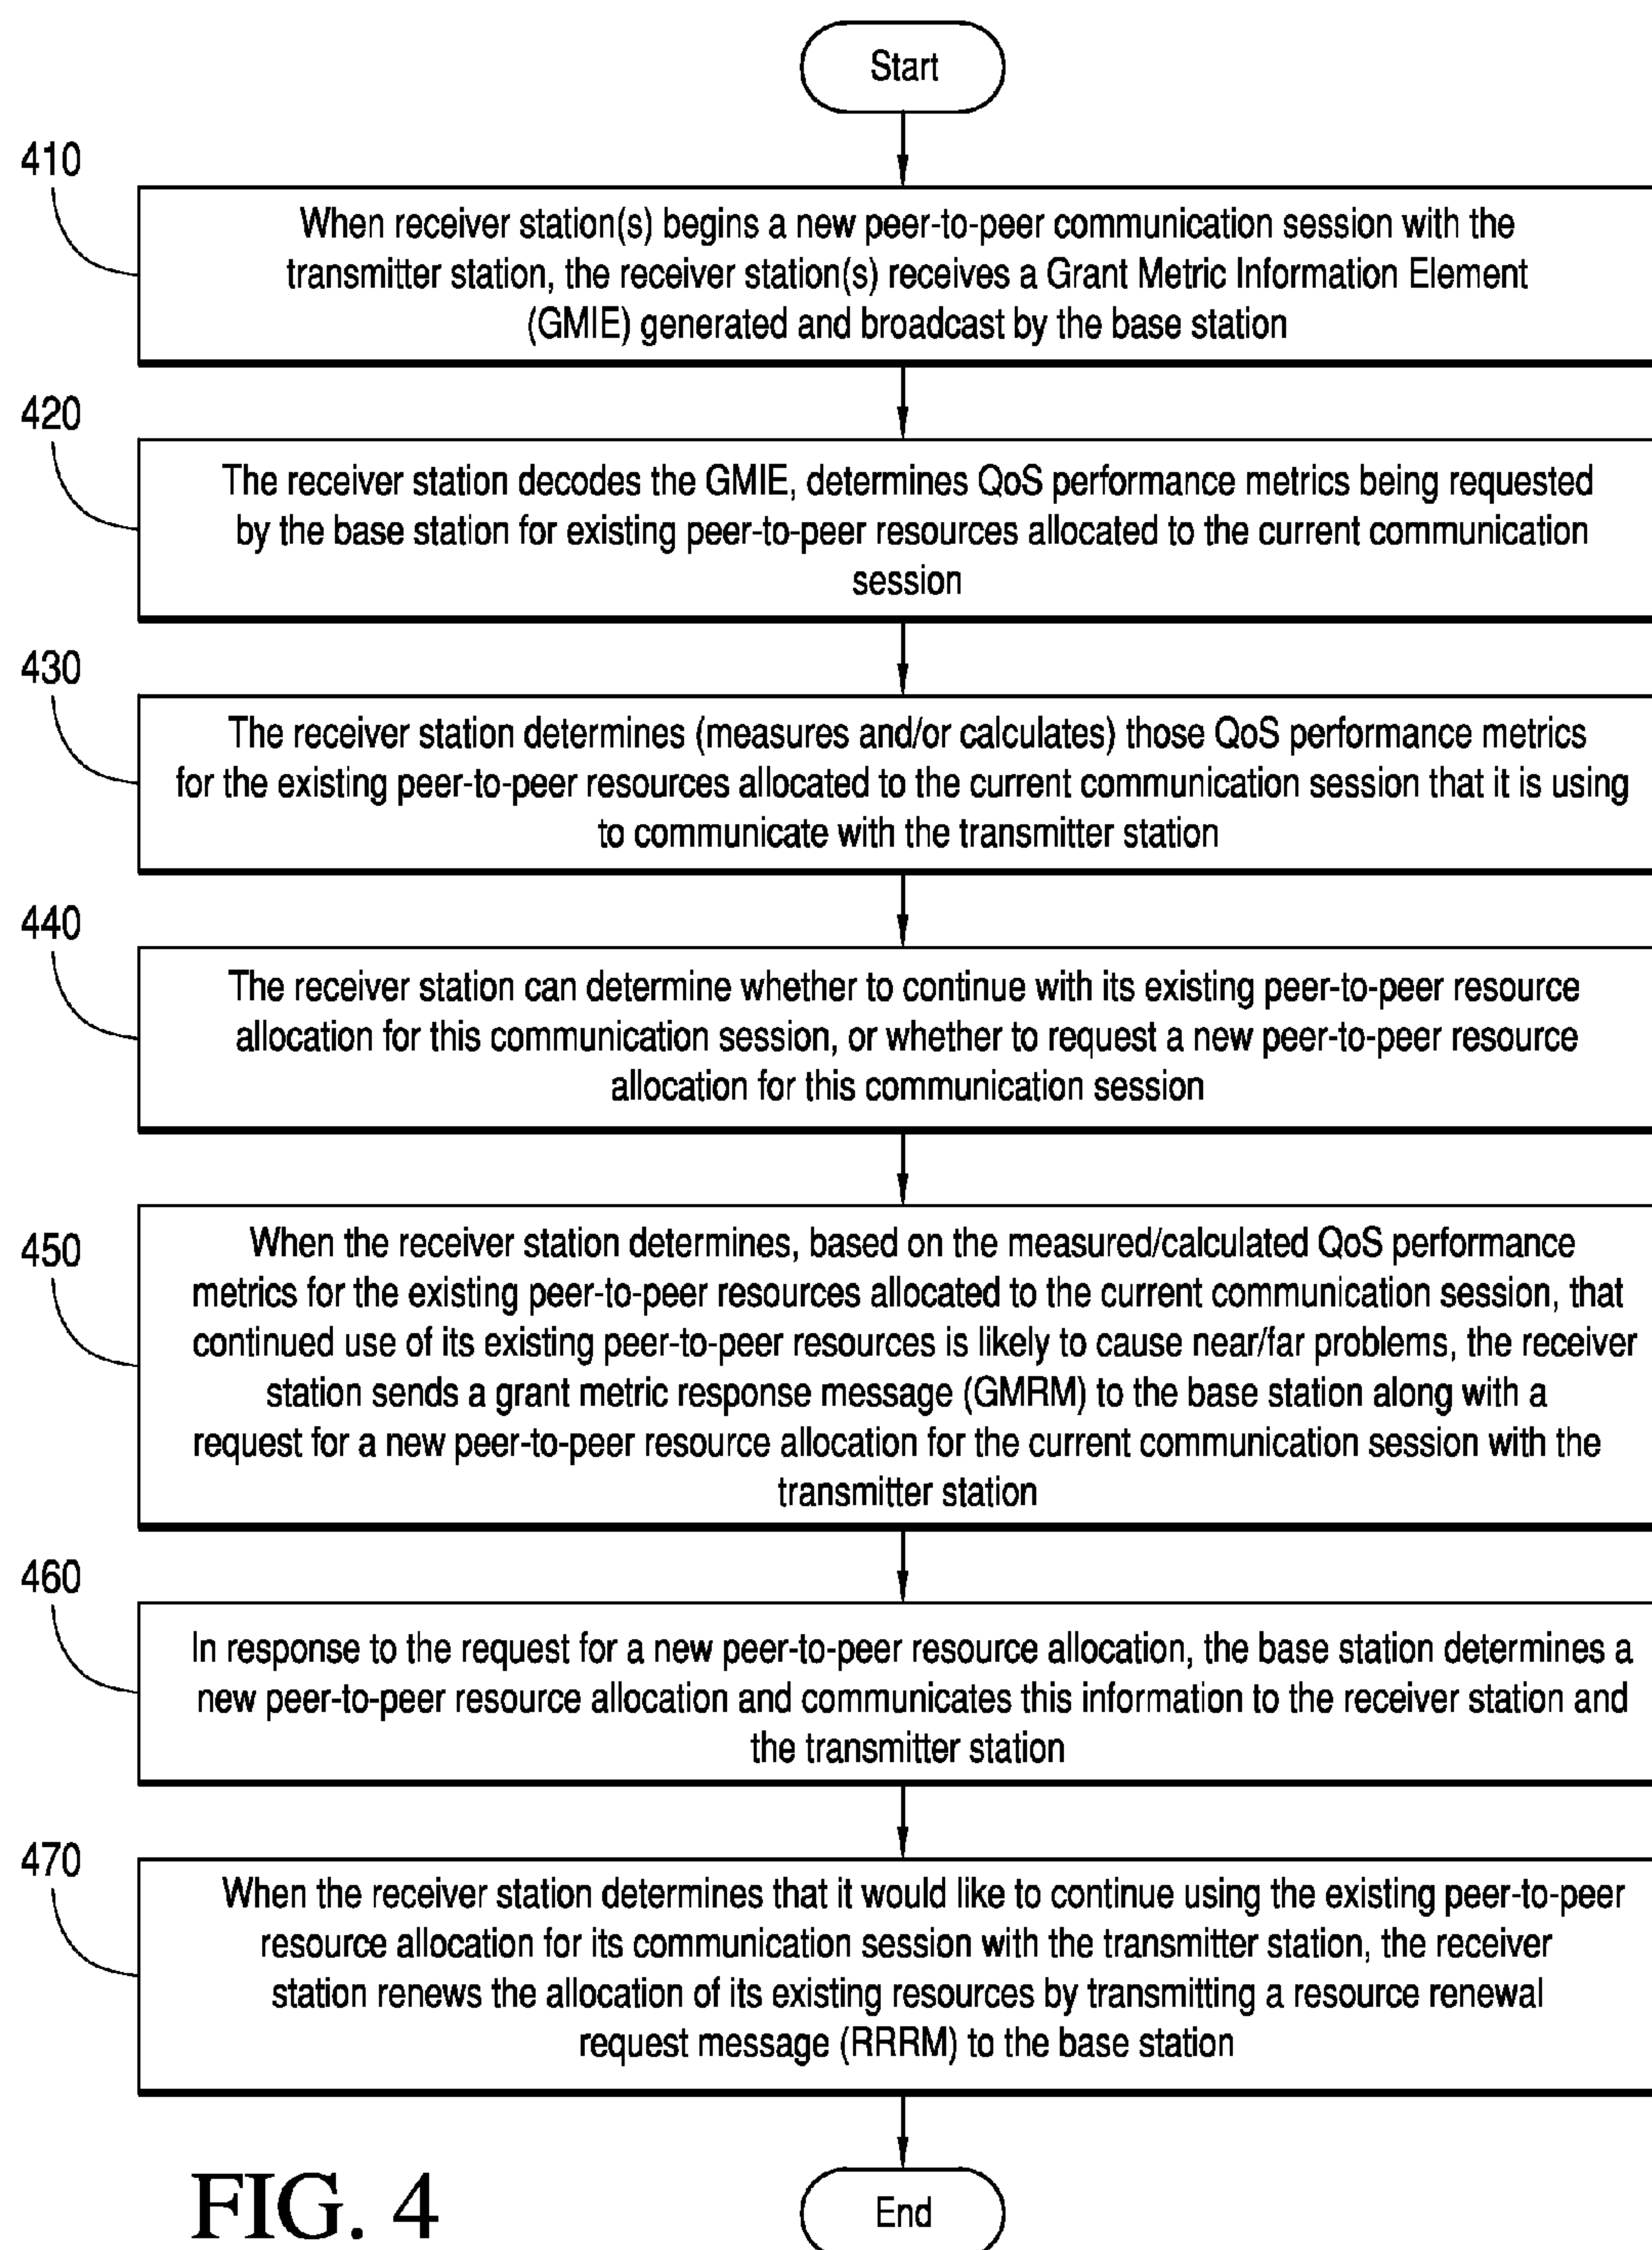 Start
410
When receiver station(s) begins a new peer-to-peer communication session with the
transmitter station, the receiver station(s) receives a Grant Metric Information Element
(GMIE) generated and broadcast by the base station
420
The receiver station decodes the GMIE, determines QoS performance metrics being requested
by the base station for existing peer-to-peer resources allocated to the current communication
session
430
The receiver station determines (measures and/or calculates) those QoS performance metrics
for the existing peer-to-peer resources allocated to the current communication session that it is using
to communicate with the transmitter station
440
The receiver station can determine whether to continue with its existing peer-to-peer resource
allocation for this communication session, or whether to request a new peer-to-peer resource
allocation for this communication session
450
When the receiver station determines, based on the measured/calculated QoS performance
metrics for the existing peer-to-peer resources allocated to the current communication session, that
continued use of its existing peer-to-peer resources is likely to cause near/far problems, the receiver
station sends a grant metric response message (GMRM) to the base station along with a
request for a new peer-to-peer resource allocation for the current communication session with the
transmitter station
460
In response to the request for a new peer-to-peer resource allocation, the base station determines a
new peer-to-peer resource allocation and communicates this information to the receiver station and
the transmitter station
470
When the receiver station determines that it would like to continue using the existing peer-to-peer
resource allocation for its communication session with the transmitter station, the receiver
station renews the allocation of its existing resources by transmitting a resource renewal
request message (RRRM) to the base station
End
FIG. 4